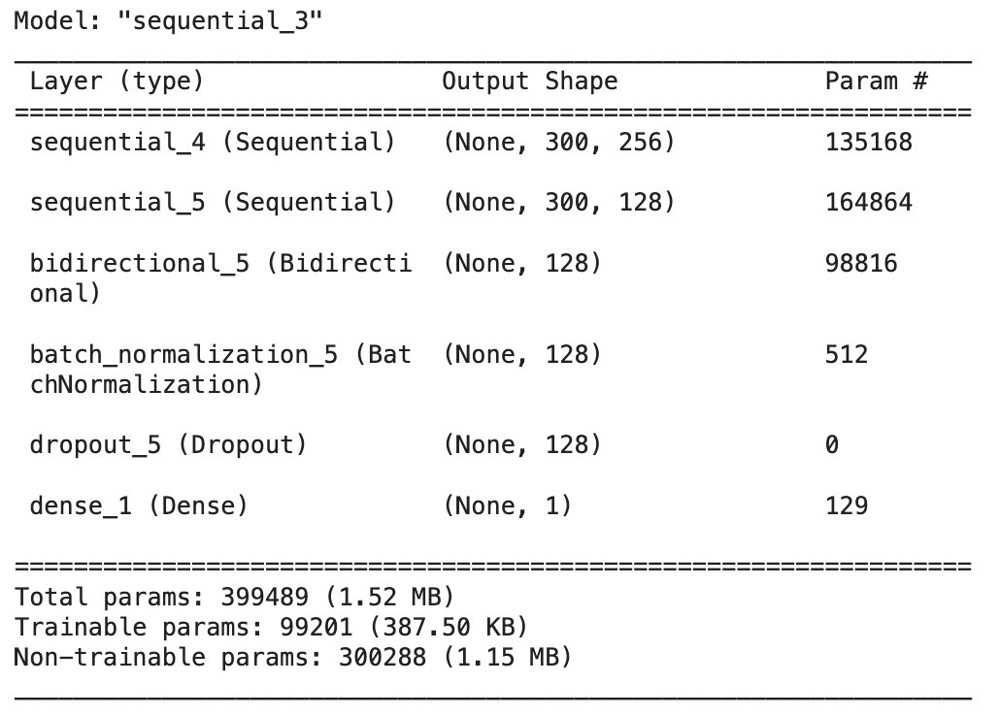 Model: "sequential_3"
_________________________________________________________________
Layer (type) Output Shape Param #
=================================================================
sequential_4 (Sequential) (None, 300, 256) 135168
sequential_5 (Sequential) (None, 300, 128) 164864
bidirectional_5 (Bidirecti (None, 128) 98816
onal)
batch_normalization_5 (Bat (None, 128) 512
chNormalization)
dropout_5 (Dropout) (None, 128) 0
dense_1 (Dense) (None, 1) 129
=================================================================
Total params: 399489 (1.52 MB)
Trainable params: 99201 (387.50 KB)
Non-trainable params: 300288 (1.15 MB)
_________________________________________________________________